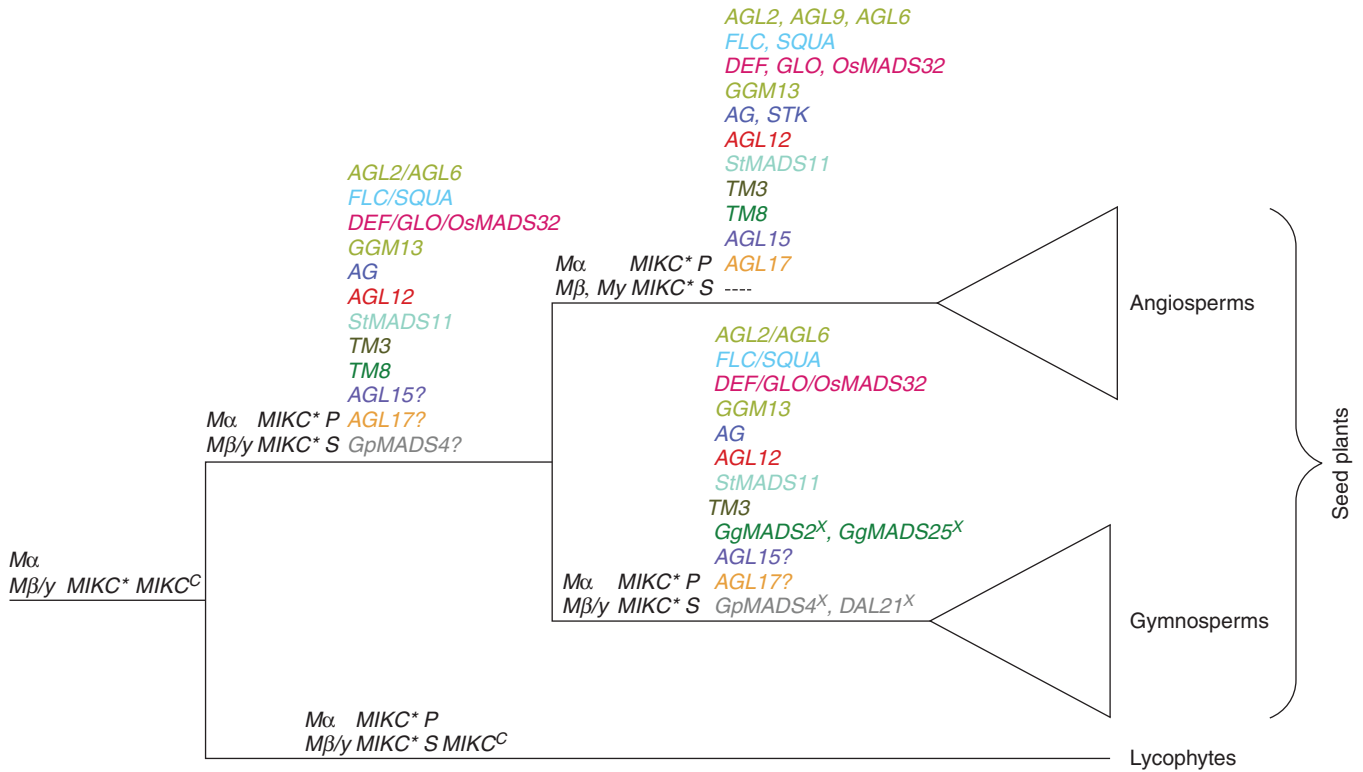 AGL2, AGL9, AGL6
FLC, SQUA
DEF, GLO, OsMADS32
GGM13
AG, STK
AGL12
StMADS11
TM3
TM8
AGL15
Mα MIKC* P AGL17
Mβ, My MIKC* S ----
Angiosperms
AGL2/AGL6
FLC/SQUA
DEF/GLO/OsMADS32
GGM13
AG
AGL12
StMADS11
TM3
TM8
AGL15?
Mα MIKC* P AGL17?
Mβ/y MIKC* S GpMADS4?
AGL2/AGL6
FLC/SQUA
DEF/GLO/OsMADS32
GGM13
AG
AGL12
StMADS11
TM3
GgMADS2X, GgMADS25X
AGL15?
Mα MIKC* P AGL17?
Mβ/y MIKC* S GpMADS4X, DAL21X
Gymnosperms
Seed plants
Mα
Mβ/y MIKC* MIKCC
Mα MIKC* P
Mβ/y MIKC* S MIKCC
Lycophytes